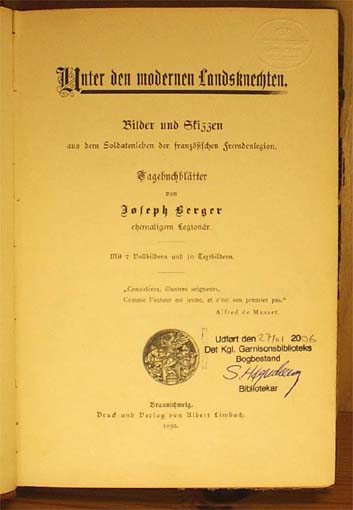 Unter den modernen Landsknechten.
Bilder und Skizzen
aus dem Soldatenleben der französischen Fremdenlegion.
Tagebuchblätter
von
Joseph Berger
ehemaligem Legionär.
Mit 7 Vollbildern und 10 Textbildern.
„Considérez, illustres seigneurs,
Comme l'auteur est jeune, et c'est son premier pas.“
Alfred de Musset.
Udført den 27/01 2006
Det Kgl. Garnisonsbiblioteks
Bogbestand
Bibliotekar
Braunschweig.
Druck und Verlag von Albert Limbach.